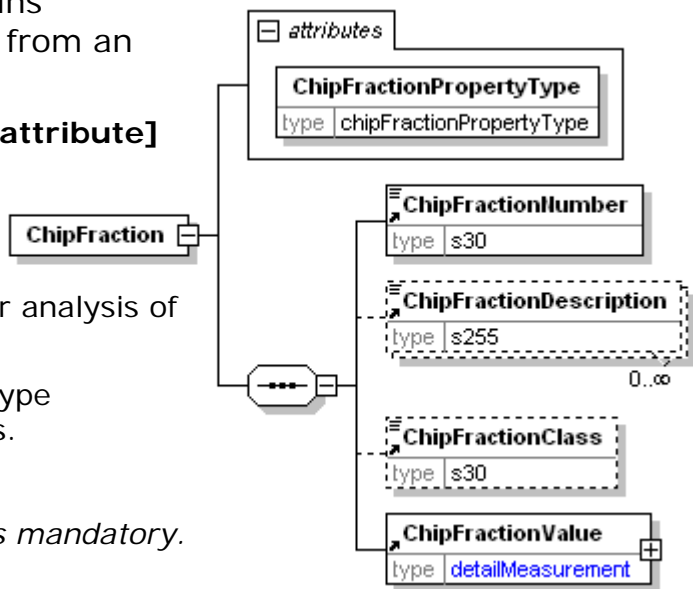 ns
from an
attribute]
r analysis of
ype
s.
s mandatory.
attributes
ChipFractionPropertyType
type chipFractionPropertyType
ChipFraction
ChipFractionNumber
type s30
ChipFractionDescription
type s255
0..∞
ChipFractionClass
type s30
ChipFractionValue
type detailMeasurement